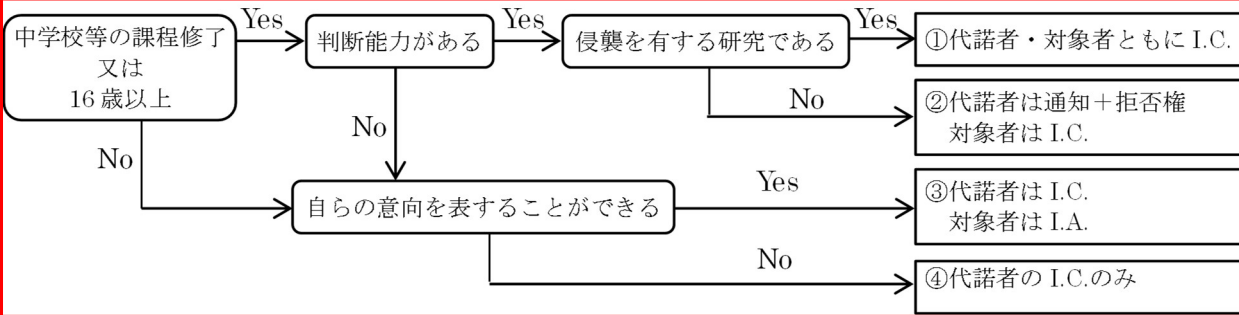 中学校等の課程修了
又は
16歳以上
Yes
判断能力がある
Yes
侵襲を有する研究である
Yes
①代諾者・対象者ともに I.C.
No
②代諾者は通知＋拒否権
対象者は I.C.
No
No
自らの意向を表することができる
Yes
③代諾者は I.C.
対象者は I.A.
No
④代諾者の I.C.のみ